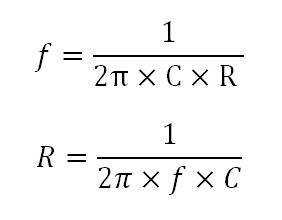 f = 1 / 2π × C × R
R = 1 / 2π × f × C